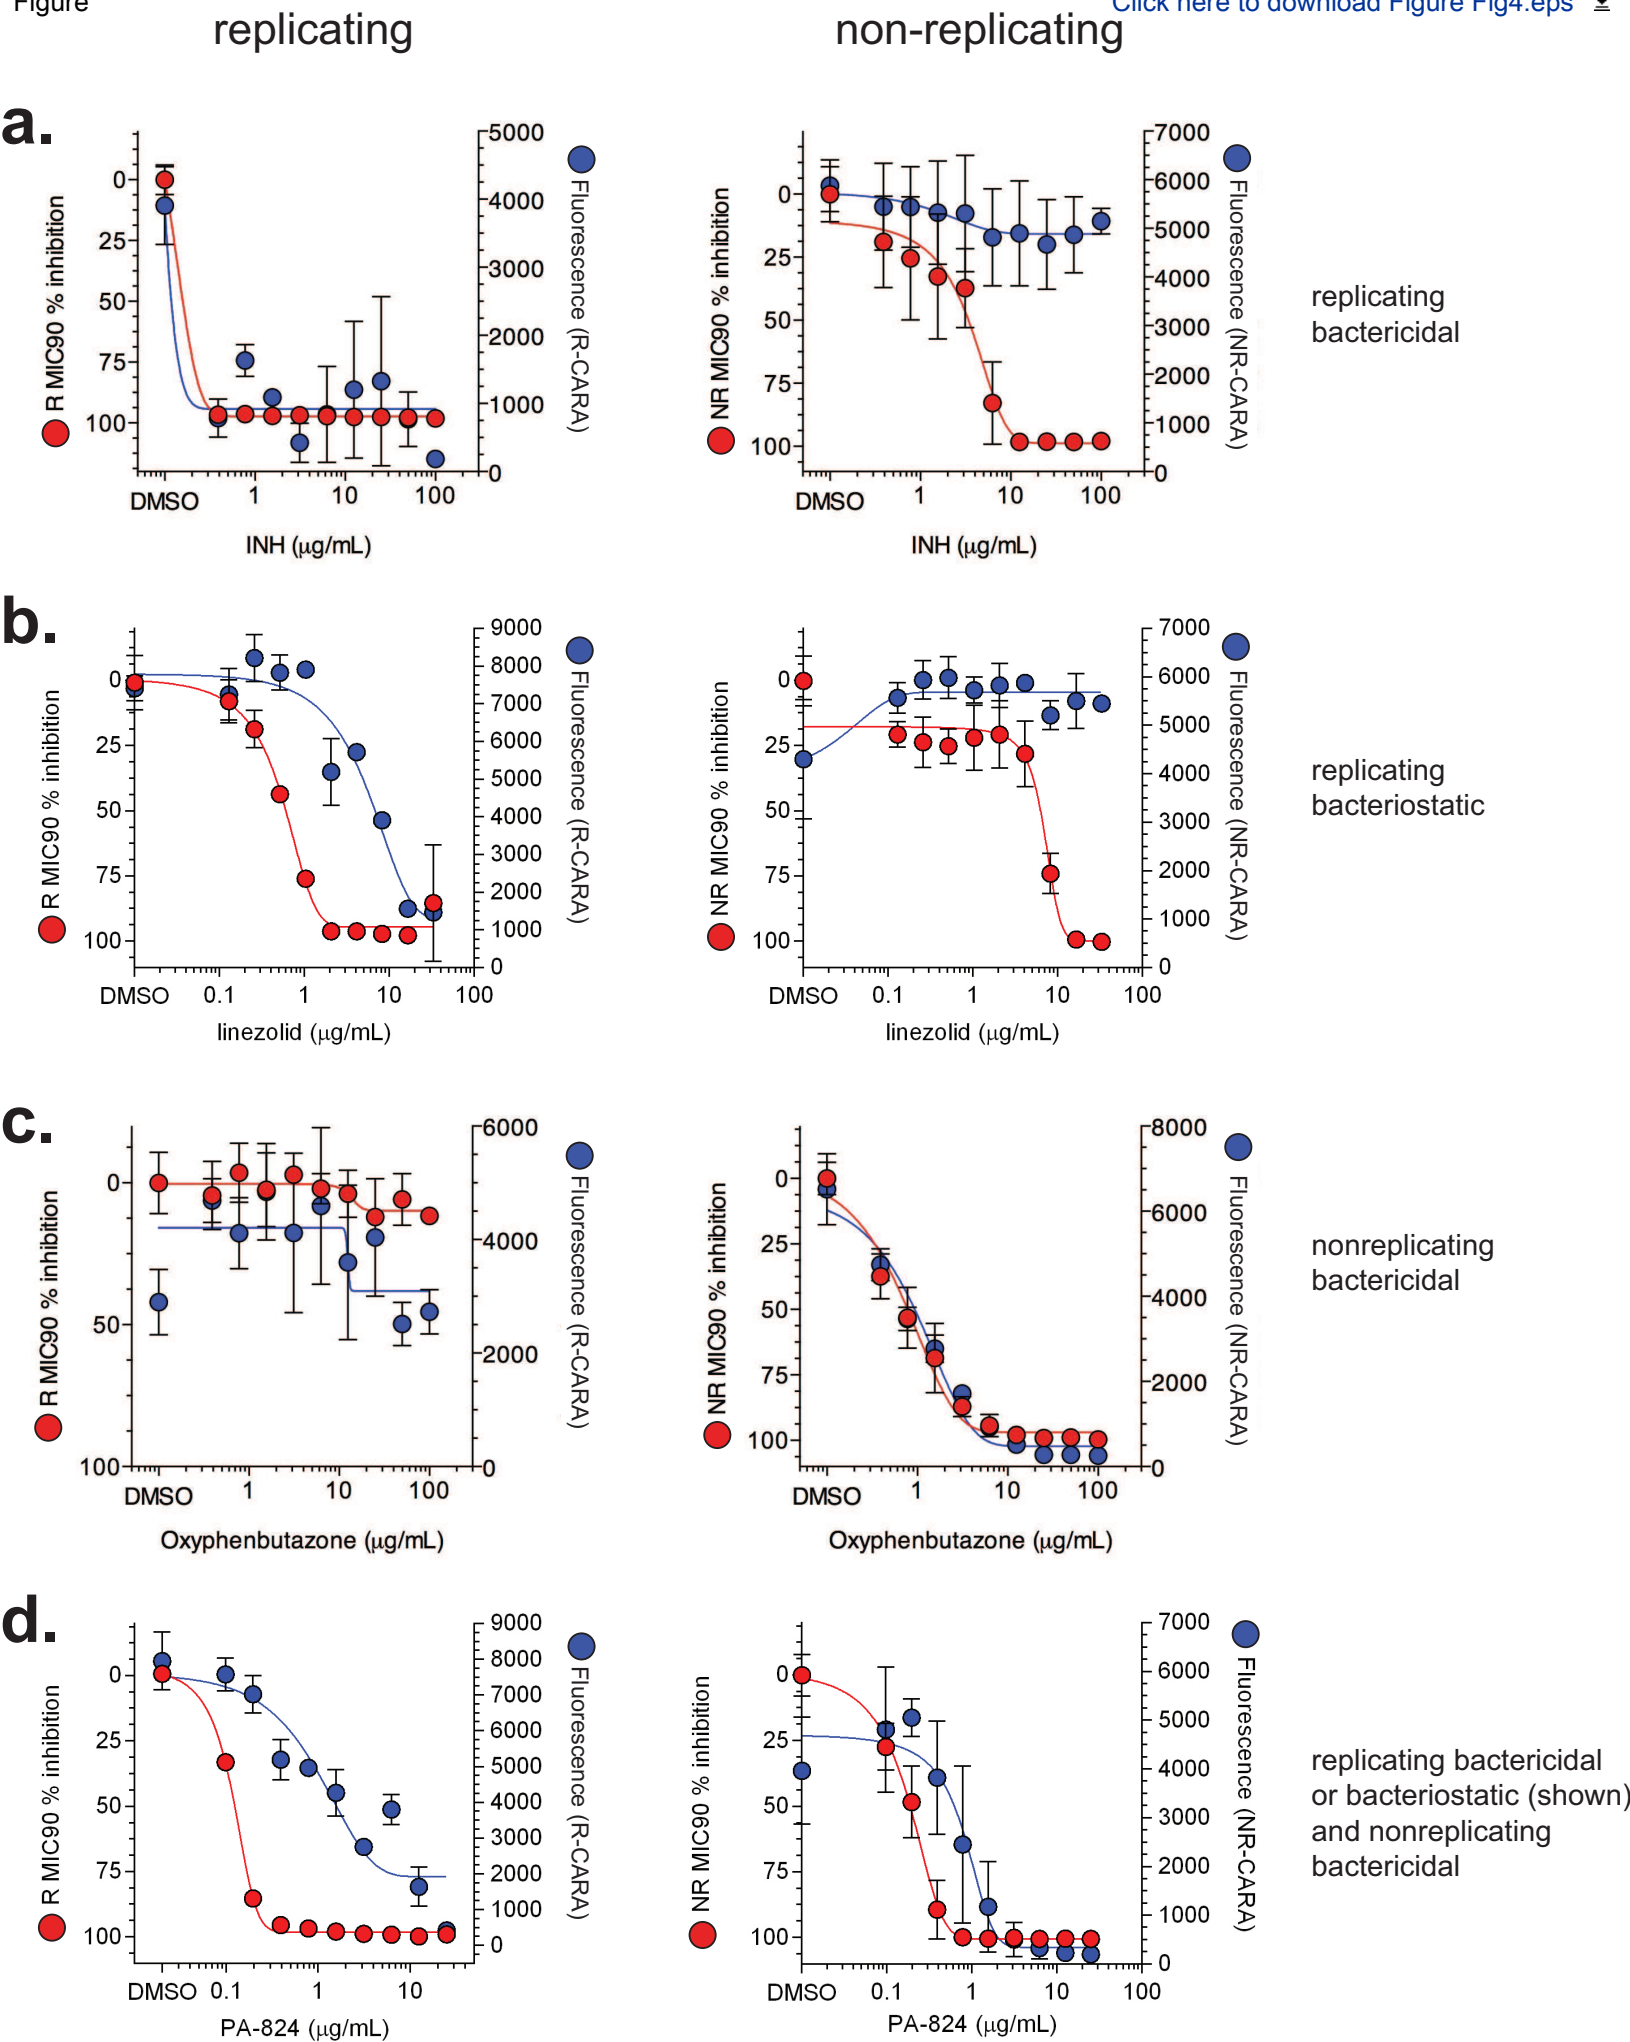 Figure
Click here to download Figure Fig4.eps
replicating
non-replicating
a.
R MIC90 % inhibition
0
25
50
75
100
5000
4000
3000
2000
1000
0
Fluorescence (R-CARA)
DMSO 1 10 100
INH (μg/mL)
NR MIC90 % inhibition
0
25
50
75
100
7000
6000
5000
4000
3000
2000
1000
0
Fluorescence (NR-CARA)
DMSO 1 10 100
INH (μg/mL)
replicating
bactericidal
b.
R MIC90 % inhibition
0
25
50
75
100
9000
8000
7000
6000
5000
4000
3000
2000
1000
0
Fluorescence (R-CARA)
DMSO 0.1 1 10 100
linezolid (μg/mL)
NR MIC90 % inhibition
0
25
50
75
100
7000
6000
5000
4000
3000
2000
1000
0
Fluorescence (NR-CARA)
DMSO 0.1 1 10 100
linezolid (μg/mL)
replicating
bacteriostatic
c.
R MIC90 % inhibition
0
50
100
6000
4000
2000
0
Fluorescence (R-CARA)
DMSO 1 10 100
Oxyphenbutazone (μg/mL)
NR MIC90 % inhibition
0
25
50
75
100
8000
6000
4000
2000
0
Fluorescence (NR-CARA)
DMSO 1 10 100
Oxyphenbutazone (μg/mL)
nonreplicating
bactericidal
d.
R MIC90 % inhibition
0
25
50
75
100
9000
8000
7000
6000
5000
4000
3000
2000
1000
0
Fluorescence (R-CARA)
DMSO 0.1 1 10
PA-824 (μg/mL)
NR MIC90 % inhibition
0
25
50
75
100
7000
6000
5000
4000
3000
2000
1000
0
Fluorescence (NR-CARA)
DMSO 0.1 1 10 100
PA-824 (μg/mL)
replicating bactericidal
or bacteriostatic (shown)
and nonreplicating
bactericidal